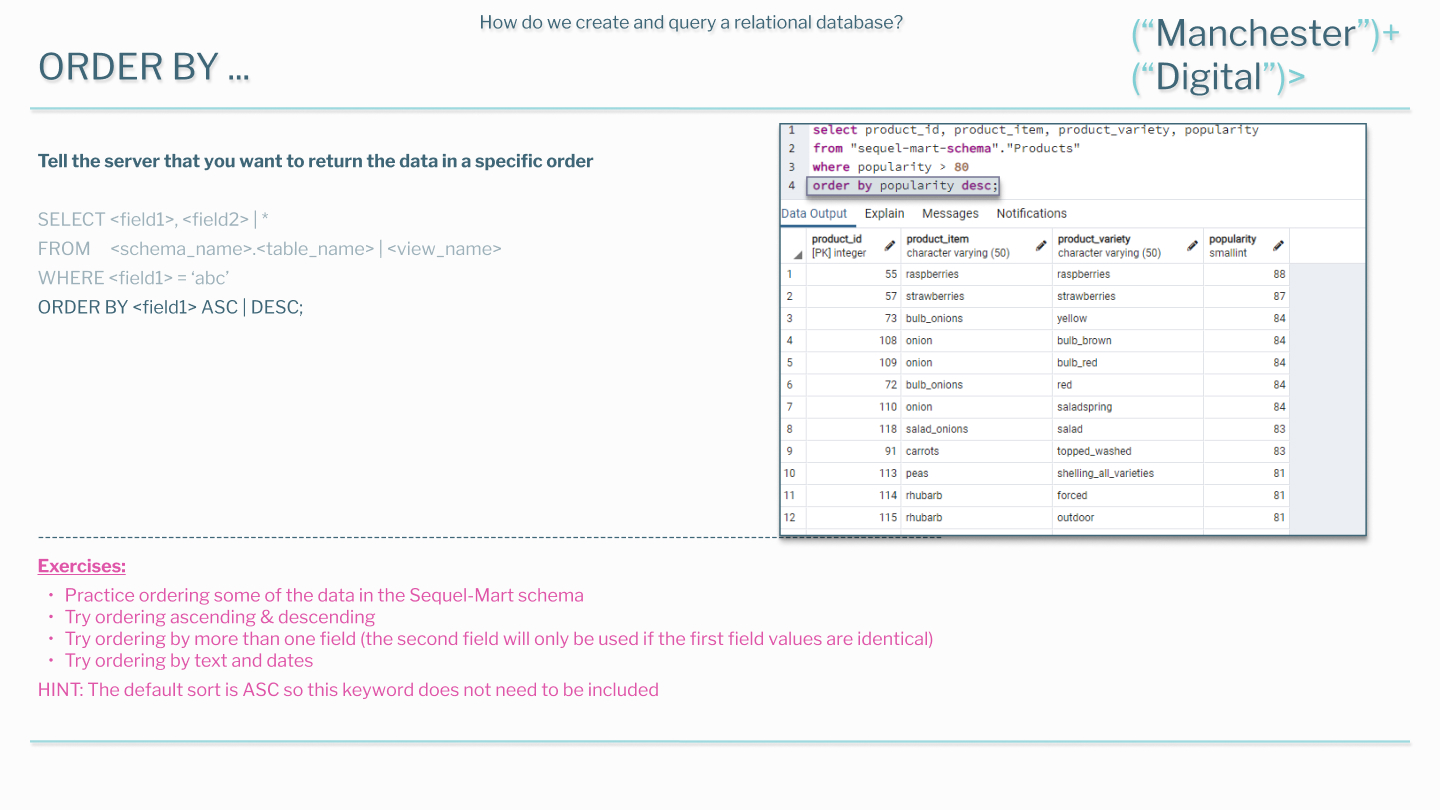 How do we create and query a relational database?
("Manchester")+
("Digital")>
ORDER BY ...
Tell the server that you want to return the data in a specific order
SELECT <field1>, <field2> | *
FROM <schema_name>.<table_name> | <view_name>
WHERE <field1> = ‘abc’
ORDER BY <field1> ASC | DESC;
1 select product_id, product_item, product_variety, popularity
2 from "sequel-mart-schema"."Products"
3 where popularity > 80
4 order by popularity desc;
Data Output Explain Messages Notifications
product_id product_item product_variety popularity
[PK] integer character varying (50) character varying (50) smallint
1 55 raspberries raspberries 88
2 57 strawberries strawberries 87
3 73 bulb_onions yellow 84
4 108 onion bulb_brown 84
5 109 onion bulb_red 84
6 72 bulb_onions red 84
7 110 onion saladspring 84
8 118 salad_onions salad 83
9 91 carrots topped_washed 83
10 113 peas shelling_all_varieties 81
11 114 rhubarb forced 81
12 115 rhubarb outdoor 81
Exercises:
• Practice ordering some of the data in the Sequel-Mart schema
• Try ordering ascending & descending
• Try ordering by more than one field (the second field will only be used if the first field values are identical)
• Try ordering by text and dates
HINT: The default sort is ASC so this keyword does not need to be included